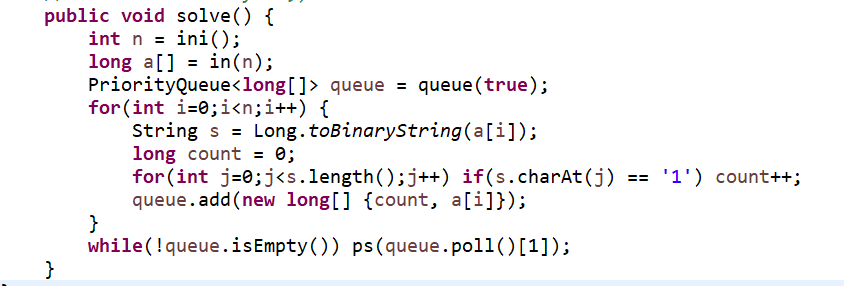 public void solve() {
int n = ini();
long a[] = in(n);
PriorityQueue<long[]> queue = queue(true);
for(int i=0;i<n;i++) {
String s = Long.toBinaryString(a[i]);
long count = 0;
for(int j=0;j<s.length();j++) if(s.charAt(j) == '1') count++;
queue.add(new long[] {count, a[i]});
}
while(!queue.isEmpty()) ps(queue.poll()[1]);
}